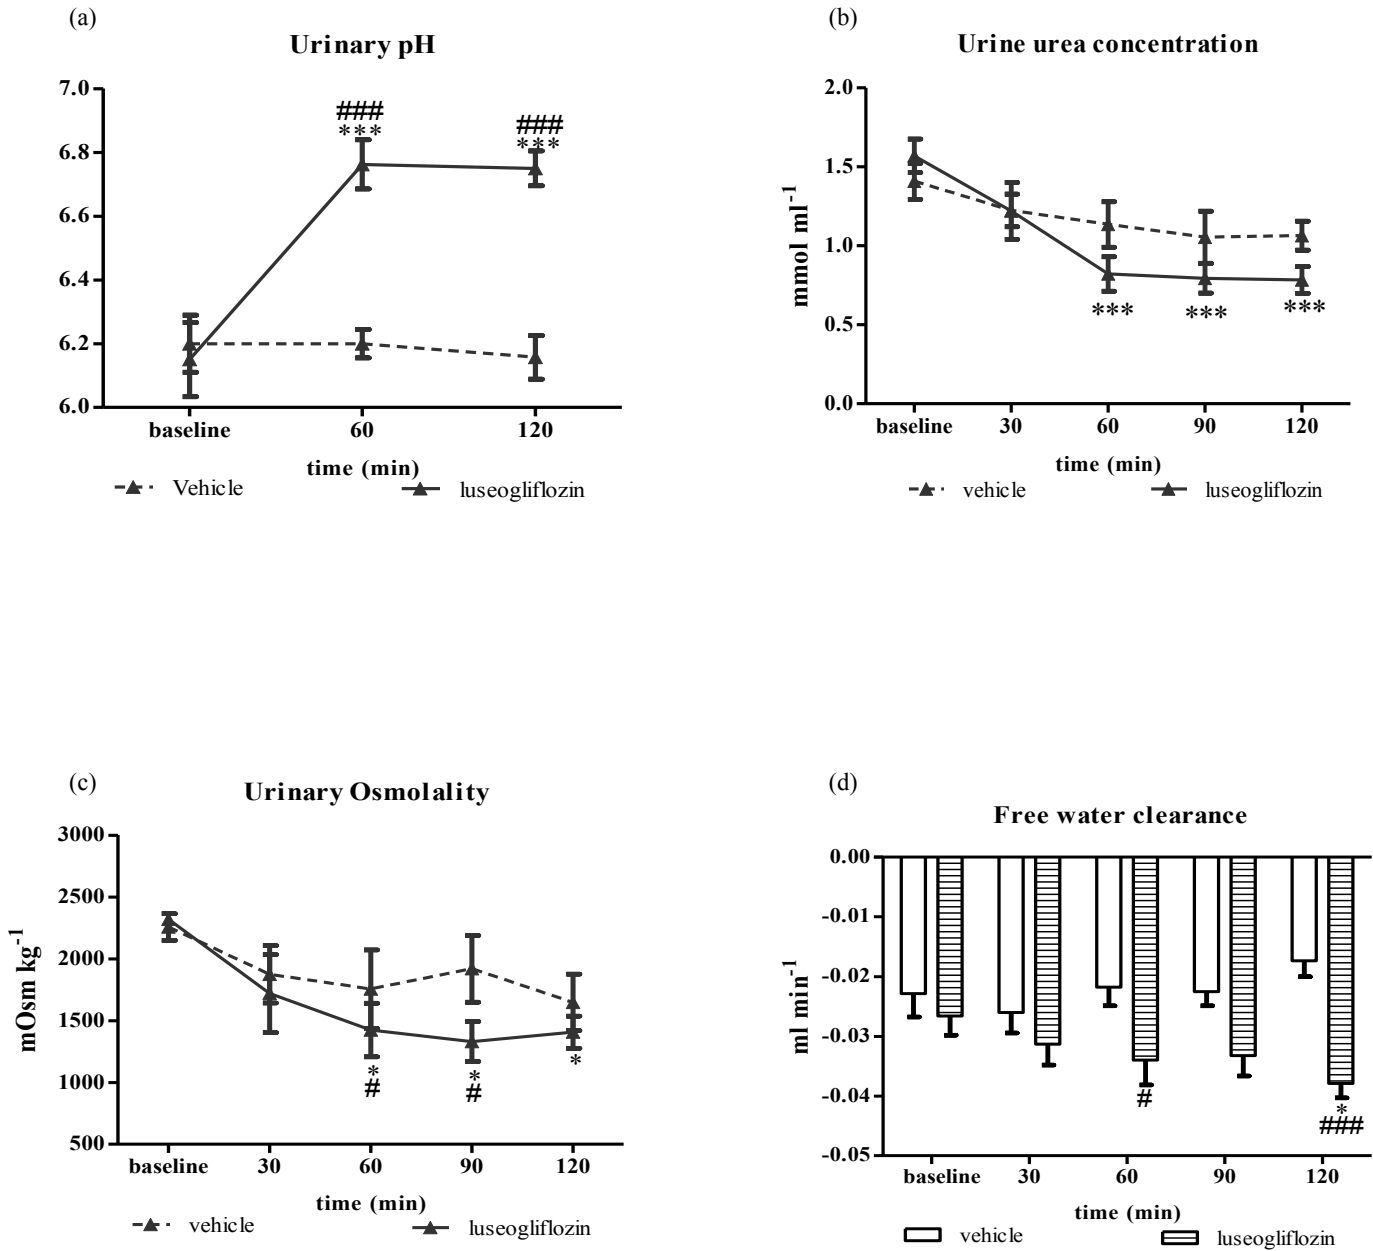 (a)
Urinary pH
7.0
6.8
6.6
6.4
6.2
6.0
###
***
###
***
baseline 60 120
time (min)
Vehicle luseogliflozin
(b)
Urine urea concentration
mmol ml-1
2.0
1.5
1.0
0.5
0.0
*** *** ***
baseline 30 60 90 120
time (min)
vehicle luseogliflozin
(c)
Urinary Osmolality
mOsm kg-1
3000
2500
2000
1500
1000
500
*
#
*
#
*
baseline 30 60 90 120
time (min)
vehicle luseogliflozin
(d)
Free water clearance
ml min-1
0.00
-0.01
-0.02
-0.03
-0.04
-0.05
#
*
###
baseline 30 60 90 120
time (min)
vehicle luseogliflozin